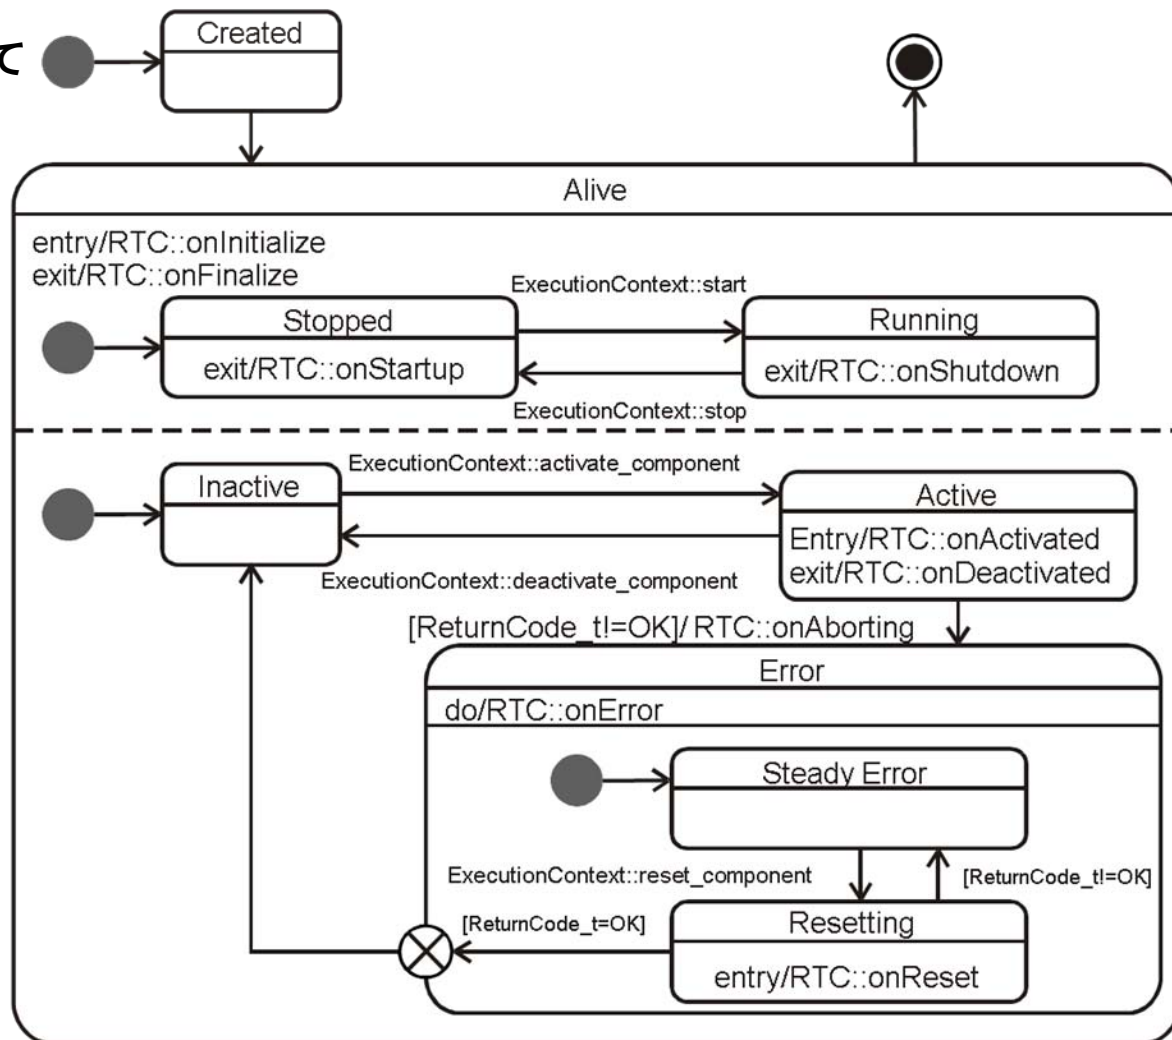 て
Created
Alive
entry/RTC::onInitialize
exit/RTC::onFinalize
ExecutionContext::start
Stopped
Running
exit/RTC::onStartup
exit/RTC::onShutdown
ExecutionContext::stop
ExecutionContext::activate_component
Inactive
Active
Entry/RTC::onActivated
exit/RTC::onDeactivated
ExecutionContext::deactivate_component
[ReturnCode_t!=OK]/ RTC::onAborting
Error
do/RTC::onError
Steady Error
ExecutionContext::reset_component
[ReturnCode_t!=OK]
[ReturnCode_t=OK]
Resetting
entry/RTC::onReset